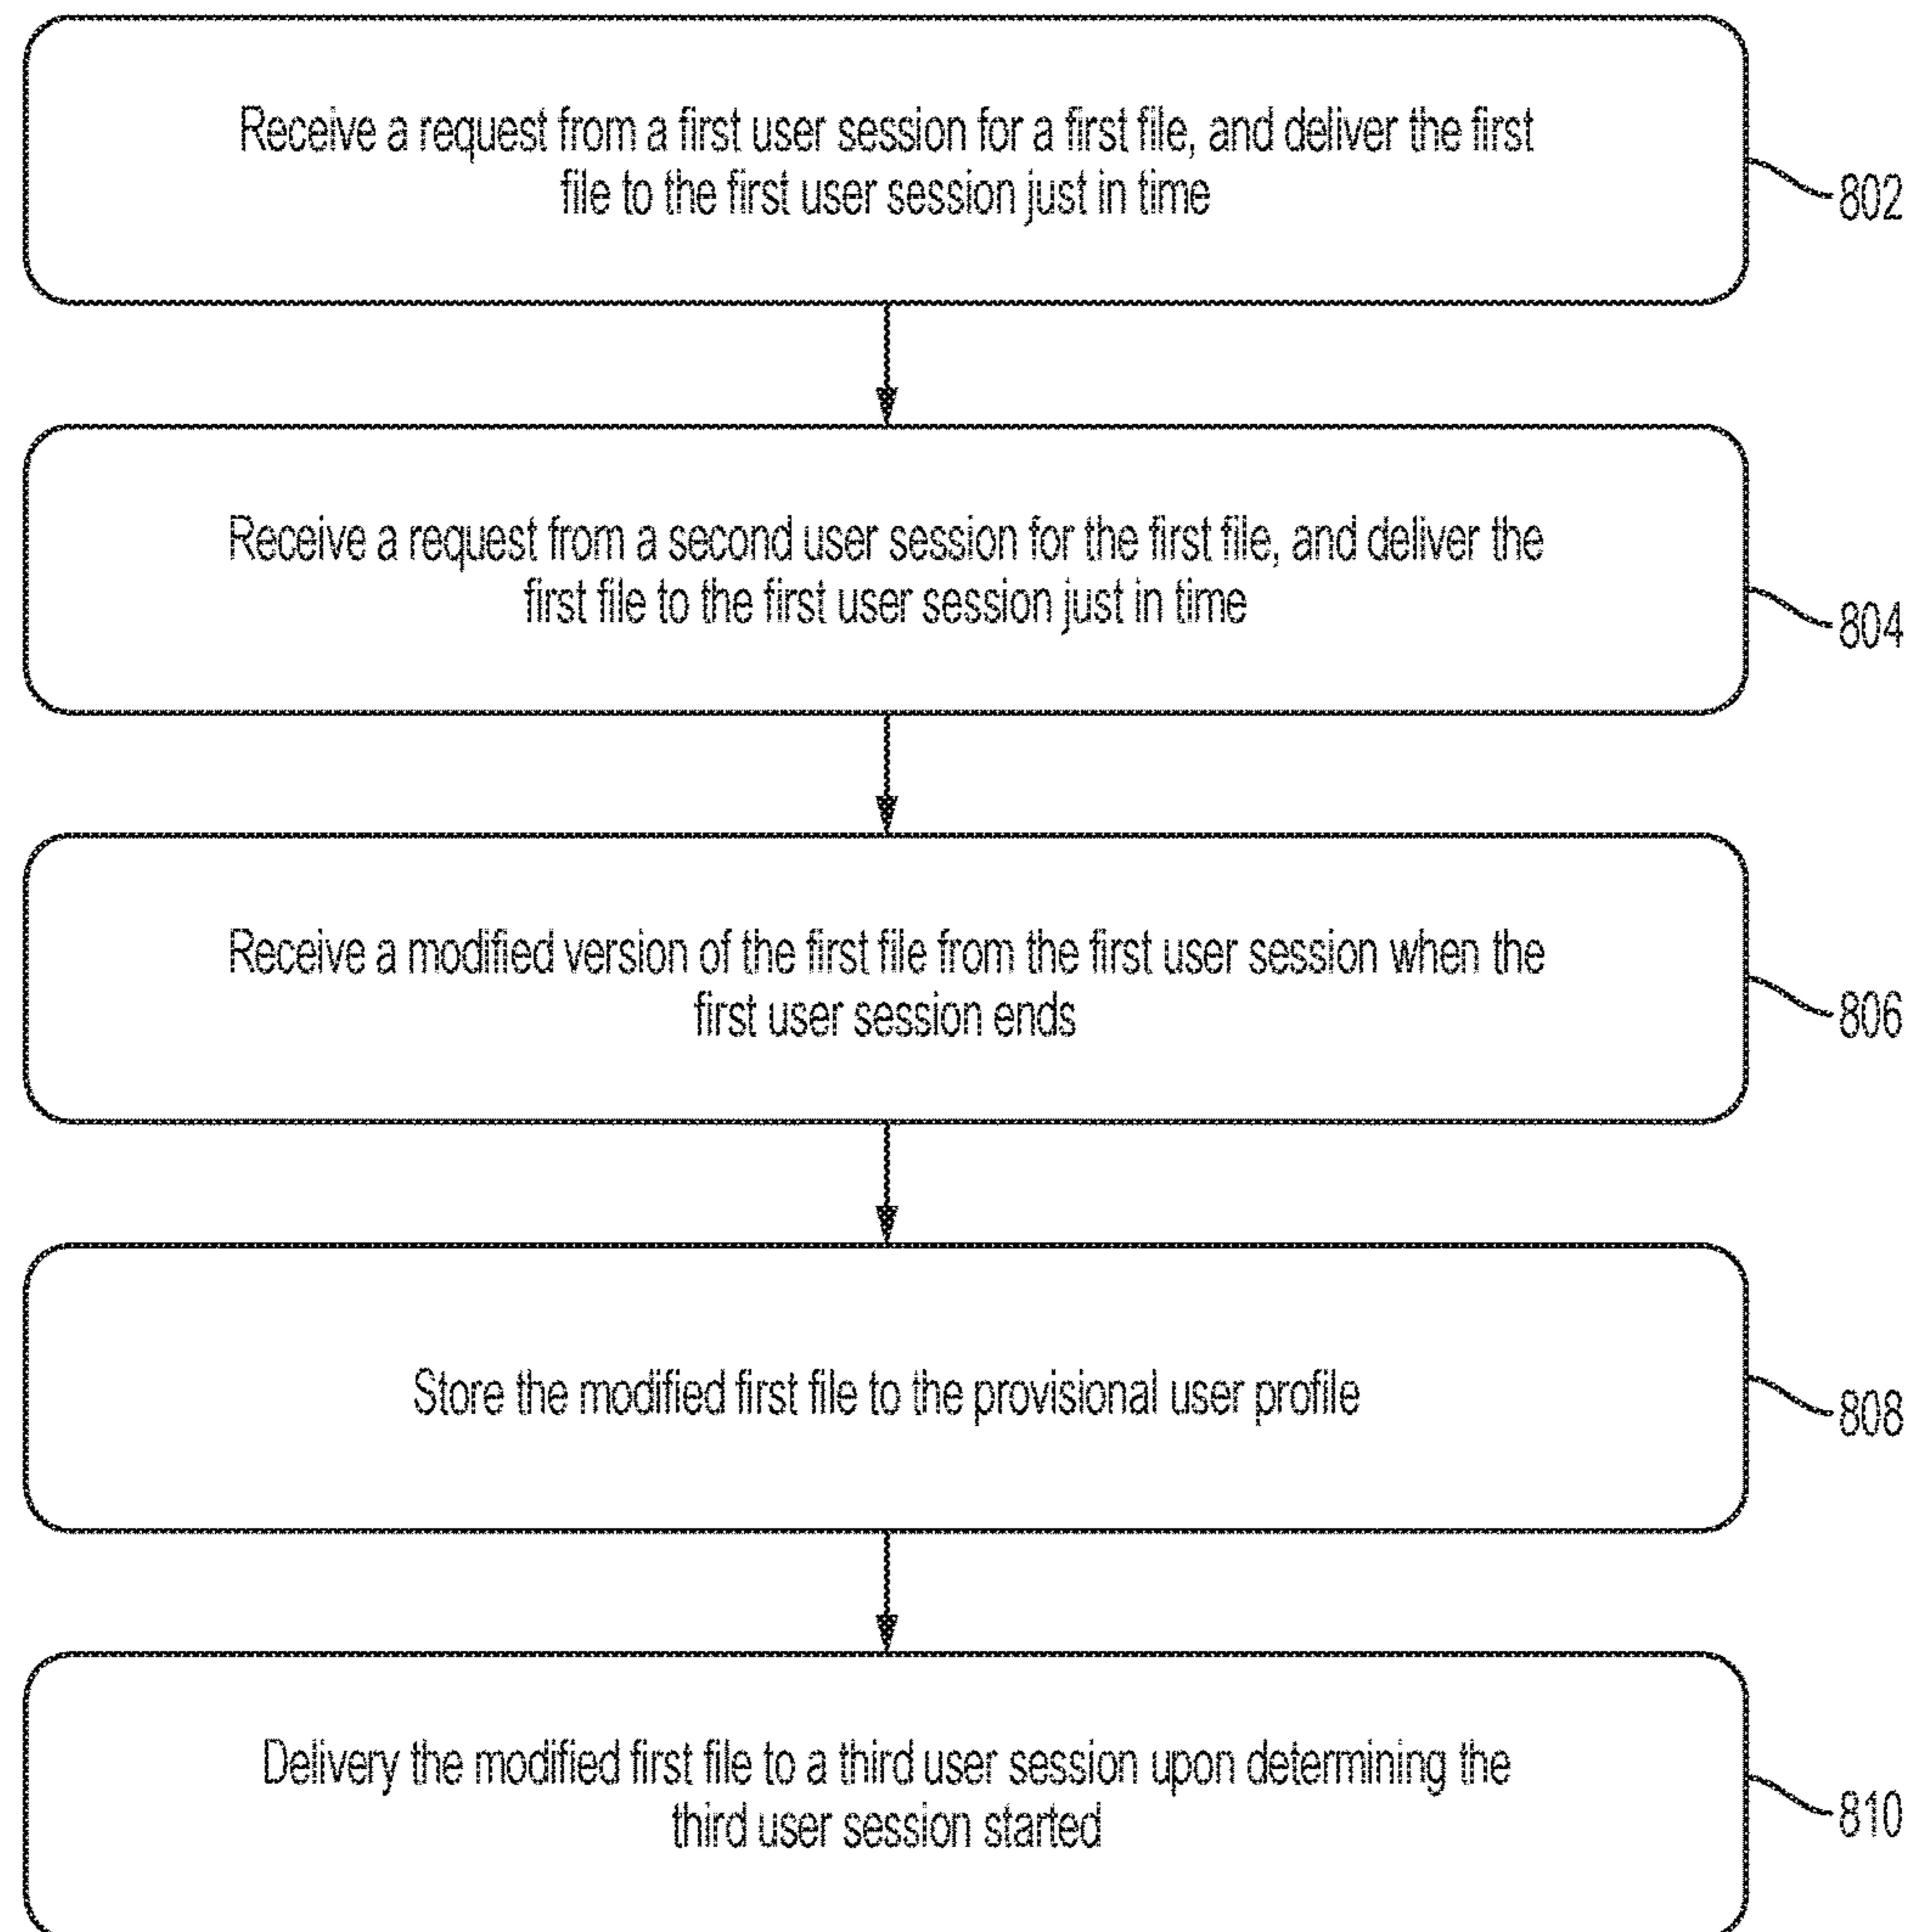 Receive a request from a first user session for a first file, and deliver the first
file to the first user session just in time
802
Receive a request from a second user session for the first file, and deliver the
first file to the first user session just in time
804
Receive a modified version of the first file from the first user session when the
first user session ends
806
Store the modified first file to the provisional user profile
808
Delivery the modified first file to a third user session upon determining the
third user session started
810